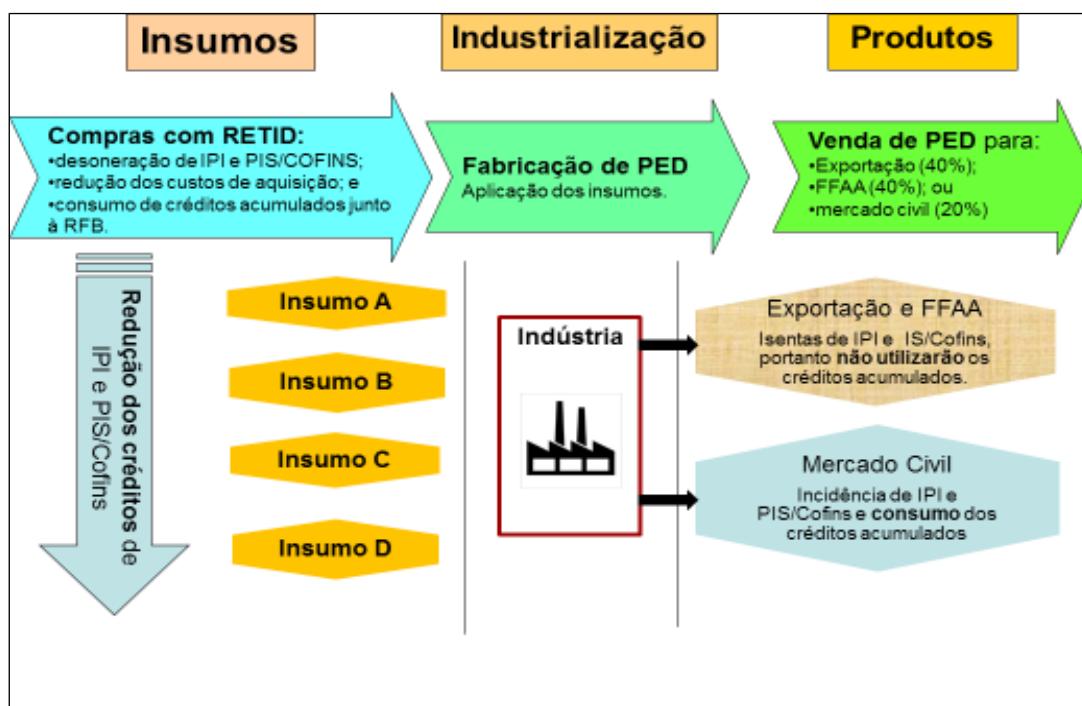 Insumos
Industrialização
Produtos
Compras com RETID:
•desoneração de IPI e PIS/COFINS;
•redução dos custos de aquisição; e
•consumo de créditos acumulados junto
à RFB.
Fabricação de PED
Aplicação dos insumos.
Venda de PED para:
•Exportação (40%);
•FFAA (40%); ou
•mercado civil (20%)
Redução dos créditos de
IPI e PIS/Cofins
Insumo A
Insumo B
Insumo C
Insumo D
Indústria
Exportação e FFAA
Isentas de IPI e IS/Cofins,
portanto não utilizarão os
créditos acumulados.
Mercado Civil
Incidência de IPI e
PIS/Cofins e consumo dos
créditos acumulados